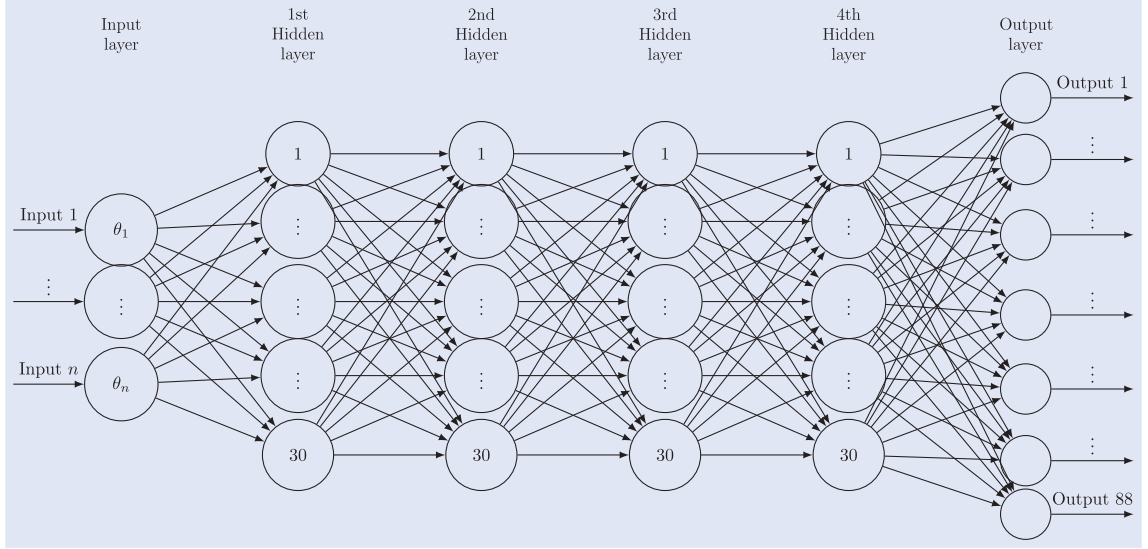 Input
layer
1st
Hidden
layer
2nd
Hidden
layer
3rd
Hidden
layer
4th
Hidden
layer
Output
layer
Output 1
⋮
1
1
1
1
Input 1
θ₁
⋮
⋮
⋮
⋮
⋮
⋮
⋮
⋮
⋮
⋮
⋮
⋮
Input n
θₙ
⋮
⋮
⋮
⋮
⋮
30
30
30
30
⋮
Output 88